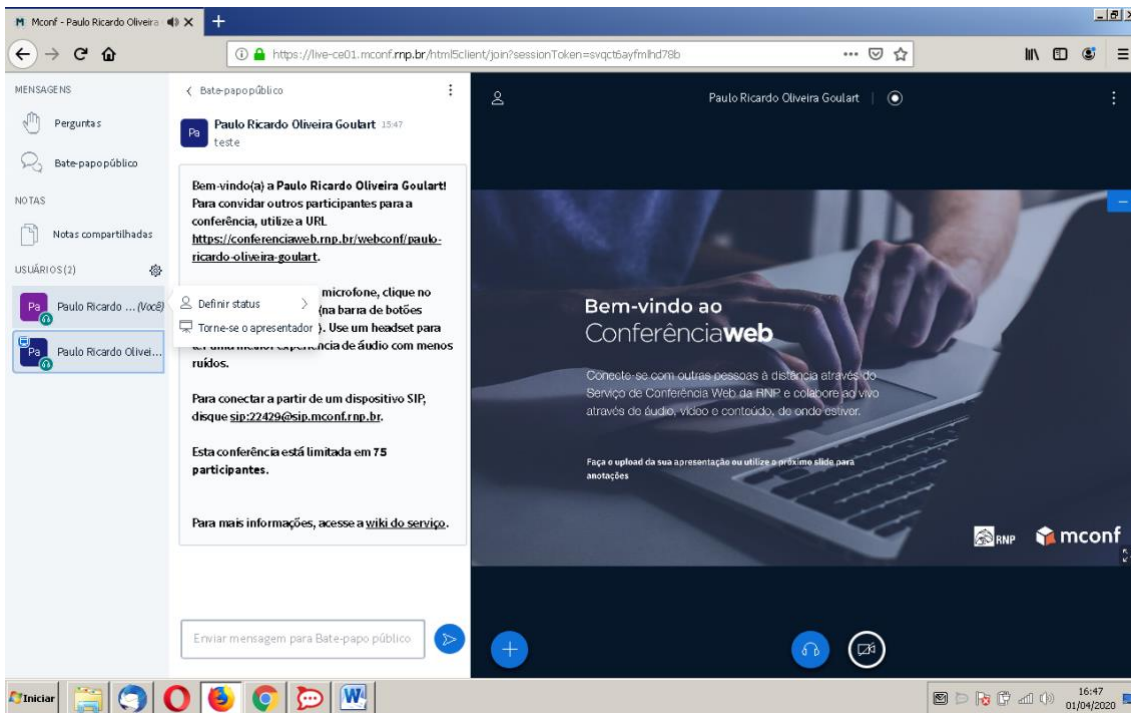 Mconf - Paulo Ricardo Oliveira
https://live-ce01.mconf.rnp.br/html5client/join?sessionToken=svqct6ayfmlhd78b
MENSAGENS
Perguntas
Bate-papo público
NOTAS
Notas compartilhadas
USUÁRIOS (2)
Pa Paulo Ricardo ... (Você)
Pa Paulo Ricardo Olivei...
Bate-papo público
Pa Paulo Ricardo Oliveira Goulart 15:47
teste
Bem-vindo(a) a Paulo Ricardo Oliveira Goulart!
Para convidar outros participantes para a
conferência, utilize a URL
https://conferenciaweb.rnp.br/webconf/paulo-
ricardo-oliveira-goulart.
microfone, clique no
(na barra de botões
). Use um headset para
ter uma melhor experiência de áudio com menos
ruídos.
Definir status
Torne-se o apresentador
Para conectar a partir de um dispositivo SIP,
disque sip:22429@sip.mconf.rnp.br.
Esta conferência está limitada em 75
participantes.
Para mais informações, acesse a wiki do serviço.
Enviar mensagem para Bate-papo público
Paulo Ricardo Oliveira Goulart
Bem-vindo ao
Conferênciaweb
Conecte-se com outras pessoas à distância através do
Serviço de Conferência Web da RNP e colabore ao vivo
através de áudio, vídeo e conteúdo, de onde estiver.
Faça o upload da sua apresentação ou utilize o próximo slide para
anotações
RNP mconf
Iniciar
16:47
01/04/2020